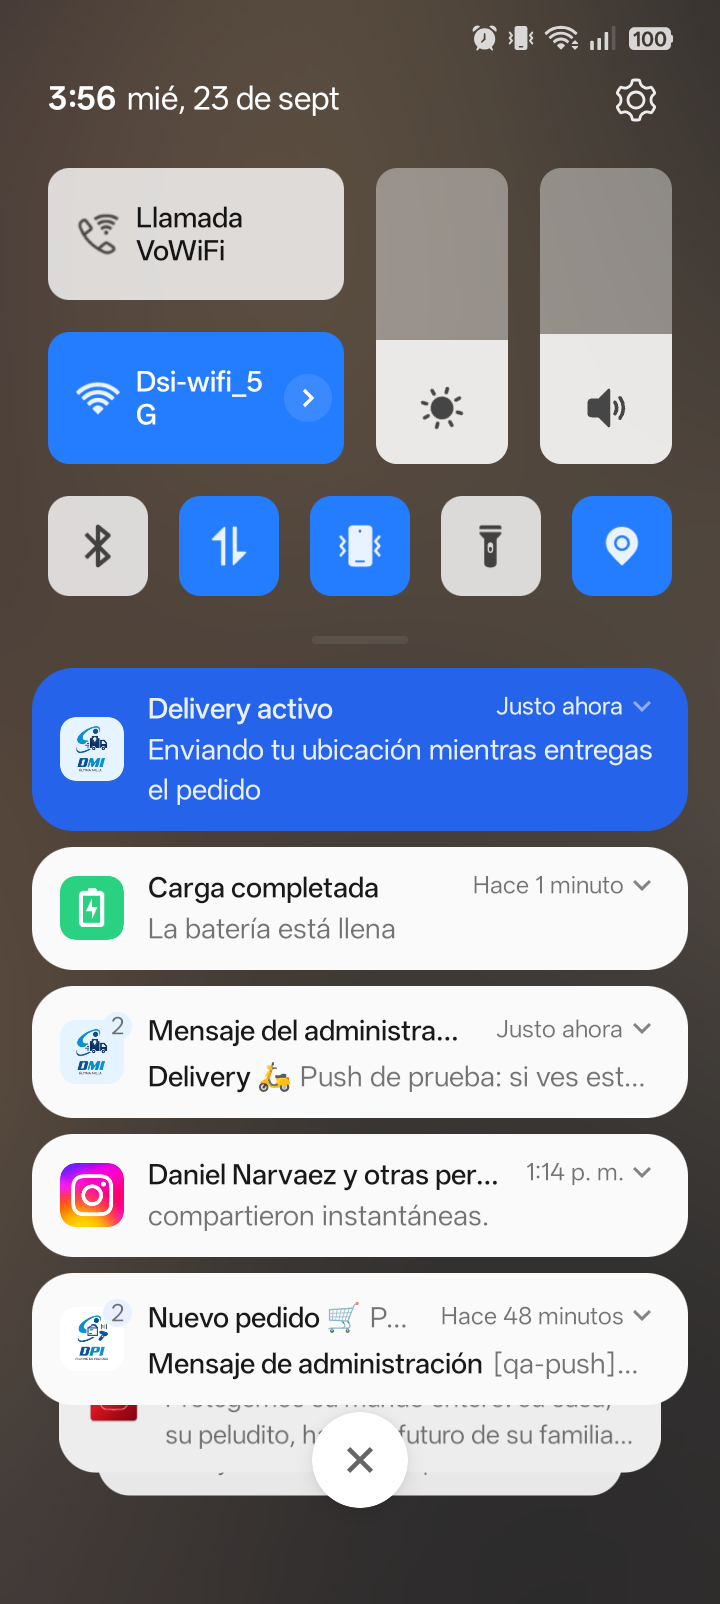 100
3:56 mié, 23 de sept
Llamada
VoWiFi
Dsi-wifi_5
G
Delivery activo Justo ahora
Enviando tu ubicación mientras entregas
el pedido
DMI
Carga completada Hace 1 minuto
La batería está llena
2
Mensaje del administra... Justo ahora
DMI
Delivery 🛵 Push de prueba: si ves est...
Daniel Narvaez y otras per... 1:14 p. m.
compartieron instantáneas.
2
Nuevo pedido 🛒 P... Hace 48 minutos
DPI
Mensaje de administración [qa-push]...
su peludito, futuro de su familia...